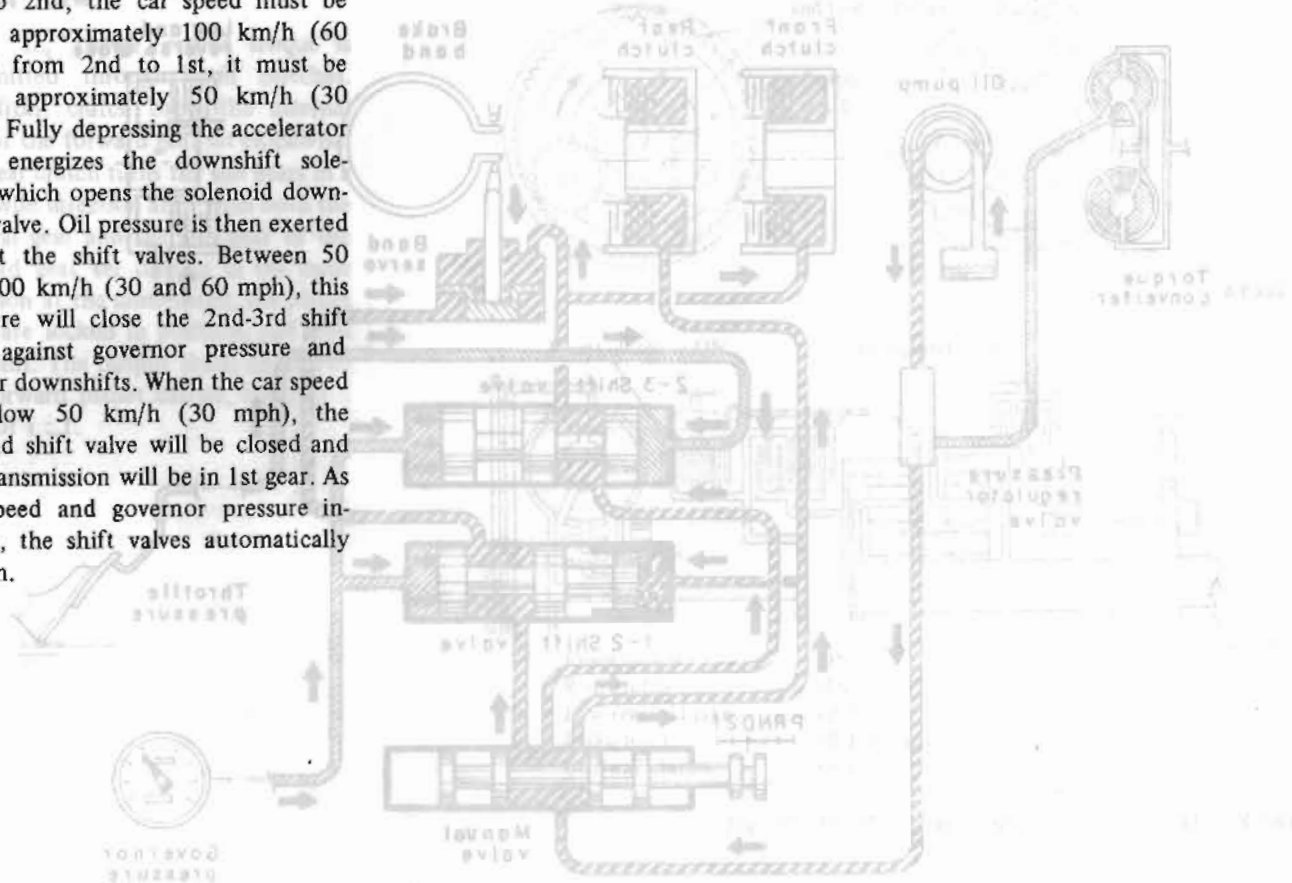 2nd, the car speed must be
approximately 100 km/h (60
from 2nd to 1st, it must be
approximately 50 km/h (30
Fully depressing the accelerator
energizes the downshift sole-
which opens the solenoid down-
valve. Oil pressure is then exerted
the shift valves. Between 50
00 km/h (30 and 60 mph), this
re will close the 2nd-3rd shift
against governor pressure and
r downshifts. When the car speed
low 50 km/h (30 mph), the
d shift valve will be closed and
ansmission will be in 1st gear. As
peed and governor pressure in-
, the shift valves automatically
n.
Brake
band
Rear
clutch
Front
clutch
Oil pump
Torque
converter
Band
servo
2-3 Shift valve
Pressure
regulator
valve
Throttle
pressure
1-2 Shift valve
PRND21
Manual
valve
Governor
pressure